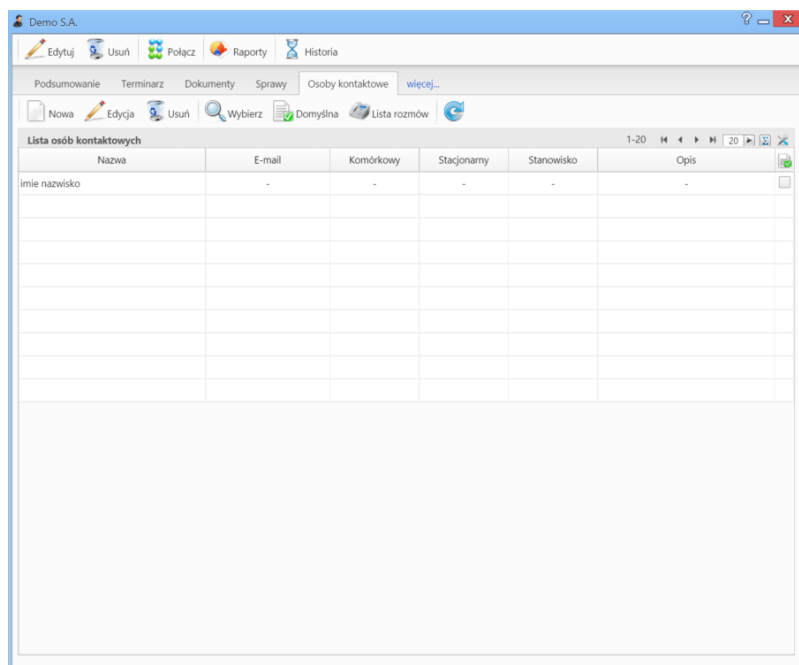 Demo S.A.
Edytuj Usuń Połącz Raporty Historia
Podsumowanie Terminarz Dokumenty Sprawy Osoby kontaktowe więcej...
Nowa Edycja Usuń Wybierz Domyślna Lista rozmów
Lista osób kontaktowych 1-20 20
Nazwa E-mail Komórkowy Stacjonarny Stanowisko Opis
imie nazwisko - - - - -